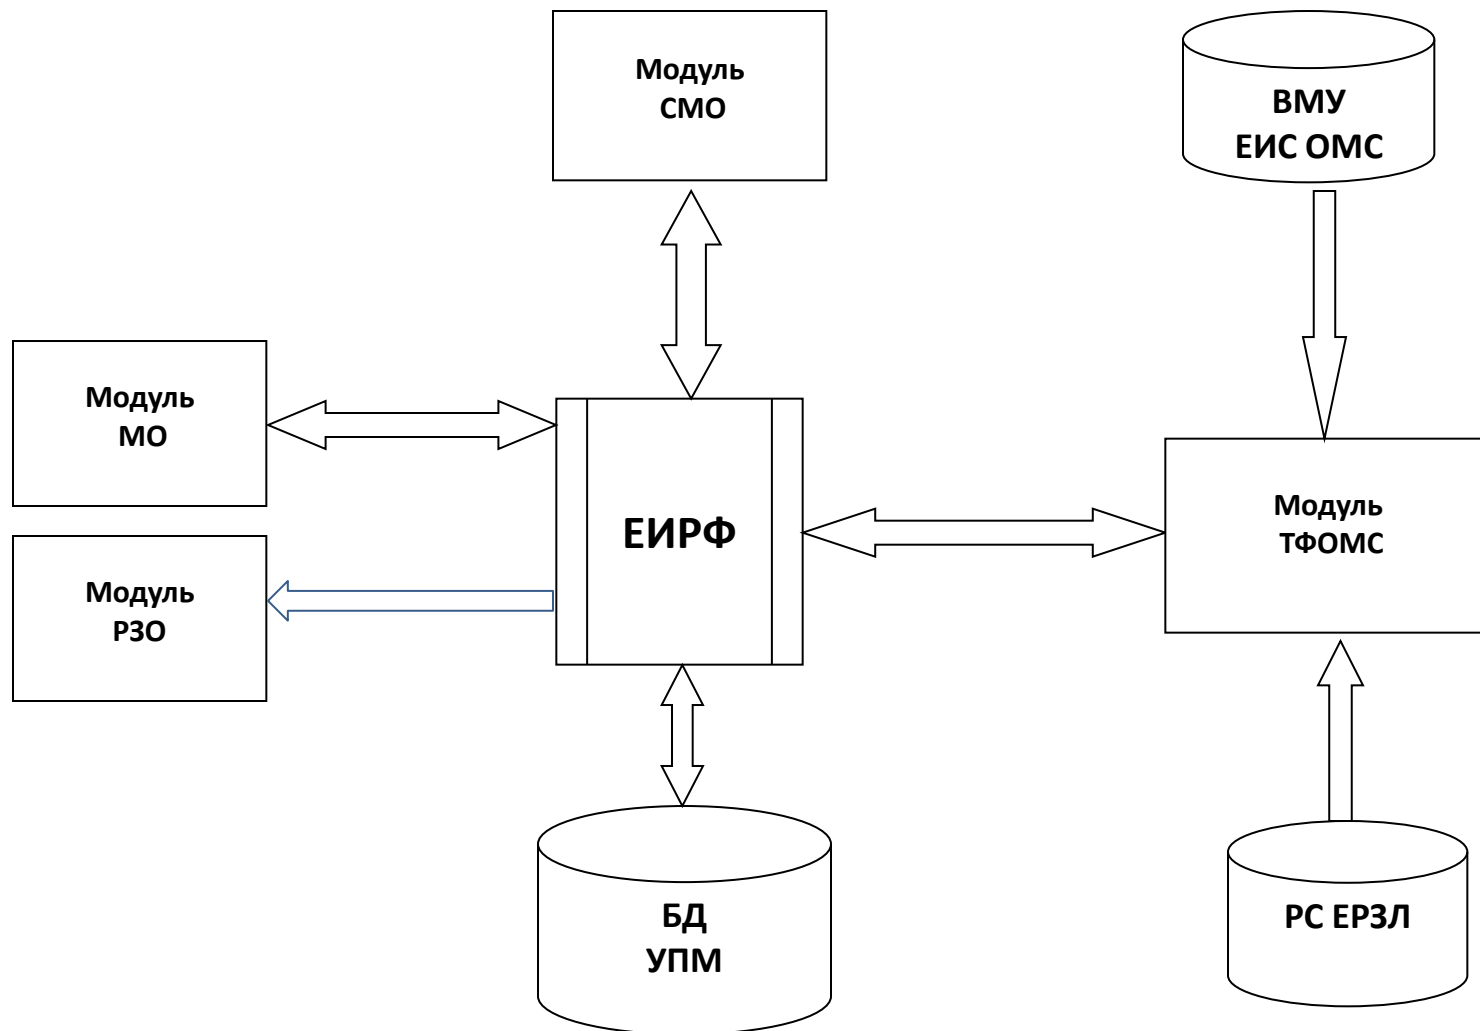 Модуль
СМО
ВМУ
ЕИС ОМС
Модуль
МО
ЕИРФ
Модуль
ТФОМС
Модуль
РЗО
БД
УПМ
РС ЕРЗЛ